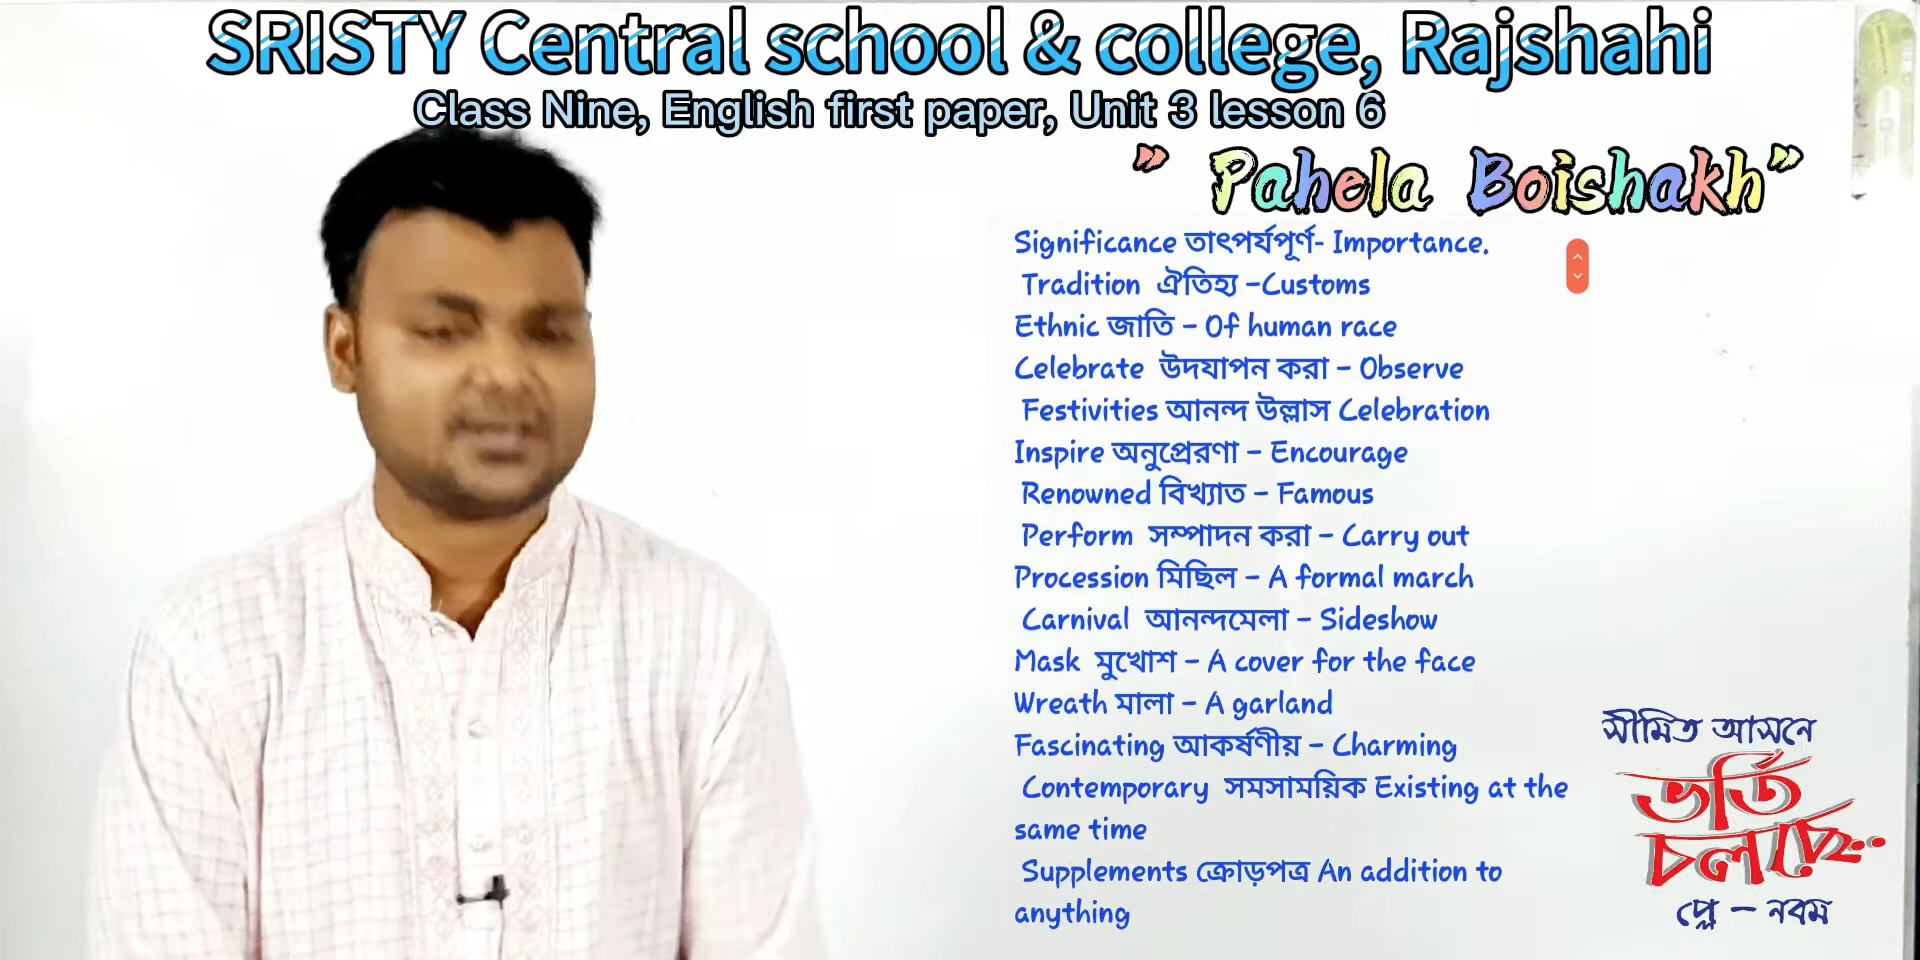 SRISTY Central school & college, Rajshahi
Class Nine, English first paper, Unit 3 lesson 6
" Pahela Boishakh"
Significance তাৎপর্যপূর্ণ- Importance.
Tradition ঐতিহ্য –Customs
Ethnic জাতি – Of human race
Celebrate উদযাপন করা – Observe
Festivities আনন্দ উল্লাস Celebration
Inspire অনুপ্রেরণা – Encourage
Renowned বিখ্যাত – Famous
Perform সম্পাদন করা – Carry out
Procession মিছিল – A formal march
Carnival আনন্দমেলা – Sideshow
Mask মুখোশ – A cover for the face
Wreath মালা – A garland
Fascinating আকর্ষণীয় – Charming
Contemporary সমসাময়িক Existing at the
same time
Supplements ক্রোড়পত্র An addition to
anything
সীমিত আসনে
ভর্তি
চলছে..
প্লে – নবম